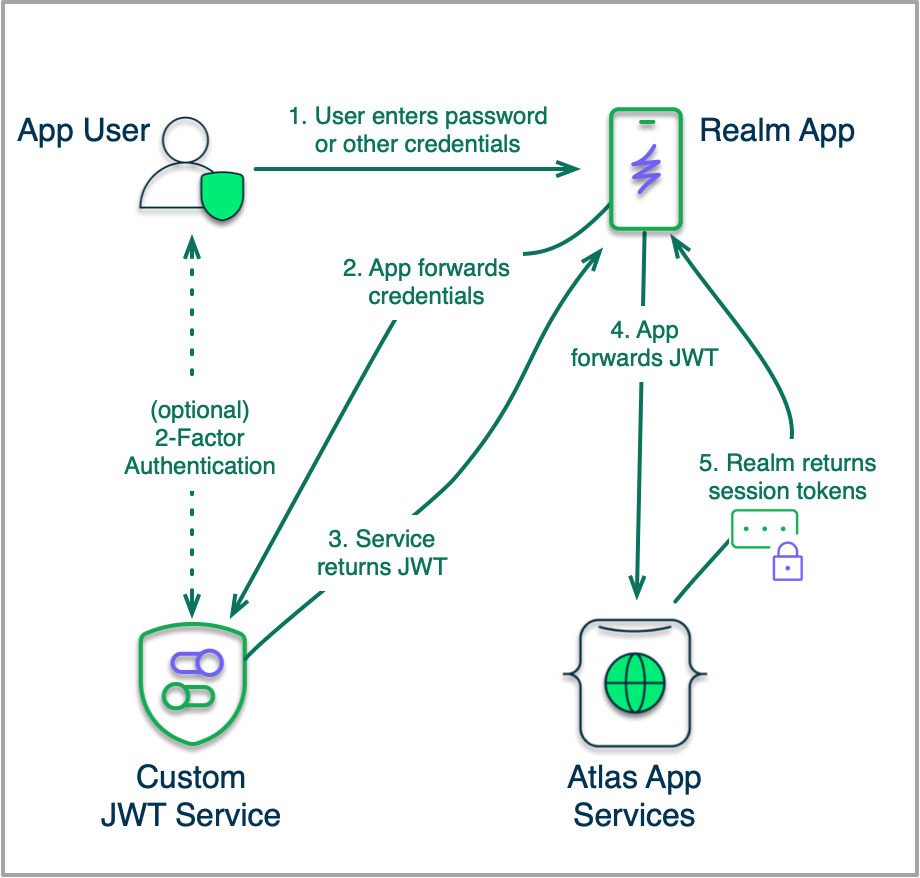 App User
1. User enters password
or other credentials
Realm App
2. App forwards
credentials
4. App
forwards JWT
(optional)
2-Factor
Authentication
5. Realm returns
session tokens
3. Service
returns JWT
Custom
JWT Service
Atlas App
Services